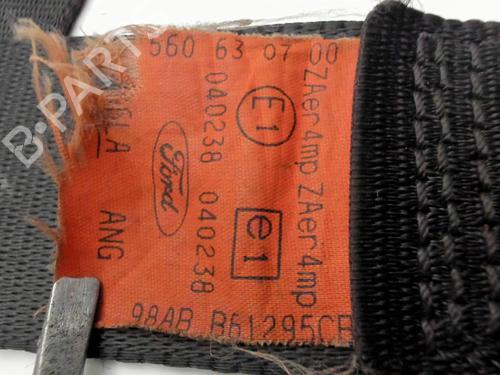 560 63 07 00
ZAer4mp ZAer4mp
E1
040238 040238
Ford
e1
ANG
98AB B61295CB
B-PARTS